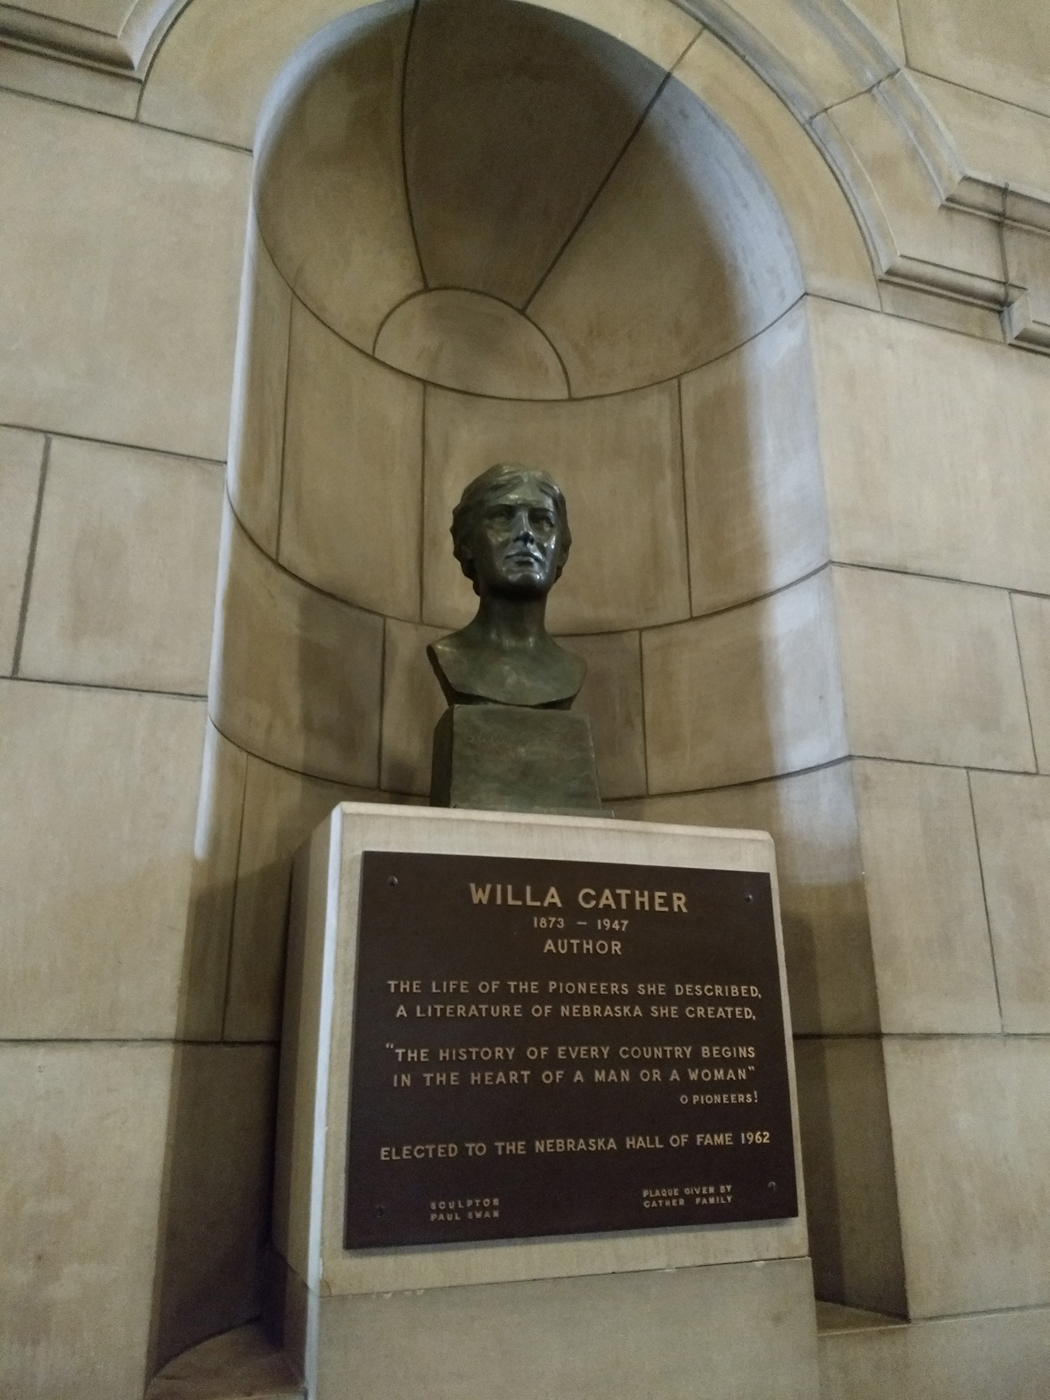 WILLA CATHER
1873 – 1947
AUTHOR
THE LIFE OF THE PIONEERS SHE DESCRIBED,
A LITERATURE OF NEBRASKA SHE CREATED,
"THE HISTORY OF EVERY COUNTRY BEGINS
IN THE HEART OF A MAN OR A WOMAN"
O PIONEERS!
ELECTED TO THE NEBRASKA HALL OF FAME 1962
SCULPTOR
PAUL SWAN
PLAQUE GIVEN BY
CATHER FAMILY